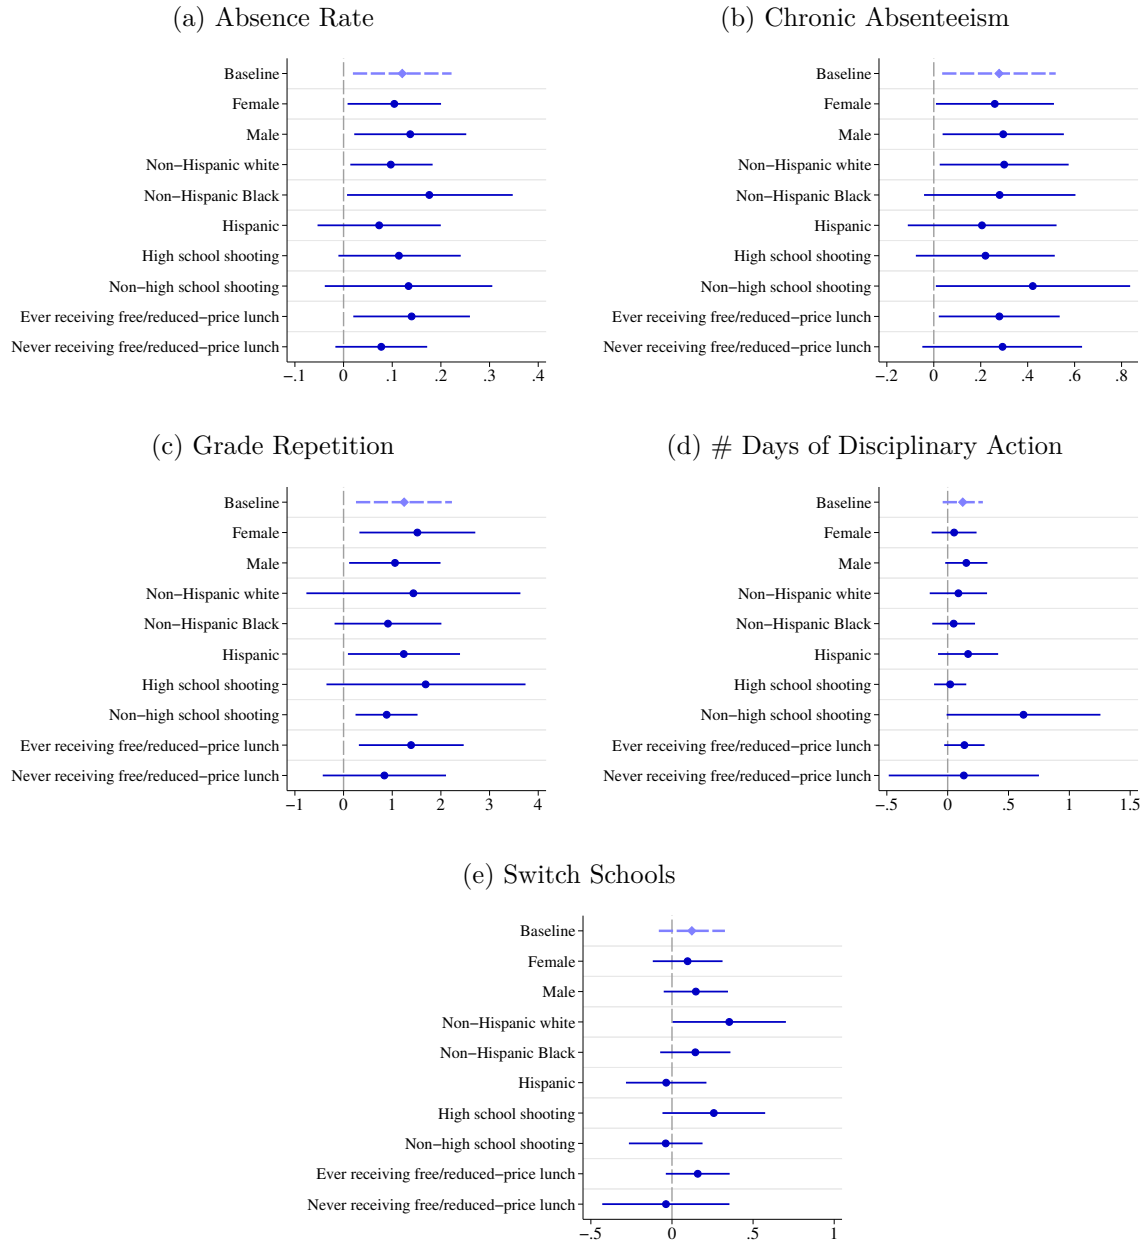 (a) Absence Rate
Baseline
Female
Male
Non−Hispanic white
Non−Hispanic Black
Hispanic
High school shooting
Non−high school shooting
Ever receiving free/reduced−price lunch
Never receiving free/reduced−price lunch
−.1 0 .1 .2 .3 .4
(b) Chronic Absenteeism
Baseline
Female
Male
Non−Hispanic white
Non−Hispanic Black
Hispanic
High school shooting
Non−high school shooting
Ever receiving free/reduced−price lunch
Never receiving free/reduced−price lunch
−.2 0 .2 .4 .6 .8
(c) Grade Repetition
Baseline
Female
Male
Non−Hispanic white
Non−Hispanic Black
Hispanic
High school shooting
Non−high school shooting
Ever receiving free/reduced−price lunch
Never receiving free/reduced−price lunch
−1 0 1 2 3 4
(d) # Days of Disciplinary Action
Baseline
Female
Male
Non−Hispanic white
Non−Hispanic Black
Hispanic
High school shooting
Non−high school shooting
Ever receiving free/reduced−price lunch
Never receiving free/reduced−price lunch
−.5 0 .5 1 1.5
(e) Switch Schools
Baseline
Female
Male
Non−Hispanic white
Non−Hispanic Black
Hispanic
High school shooting
Non−high school shooting
Ever receiving free/reduced−price lunch
Never receiving free/reduced−price lunch
−.5 0 .5 1